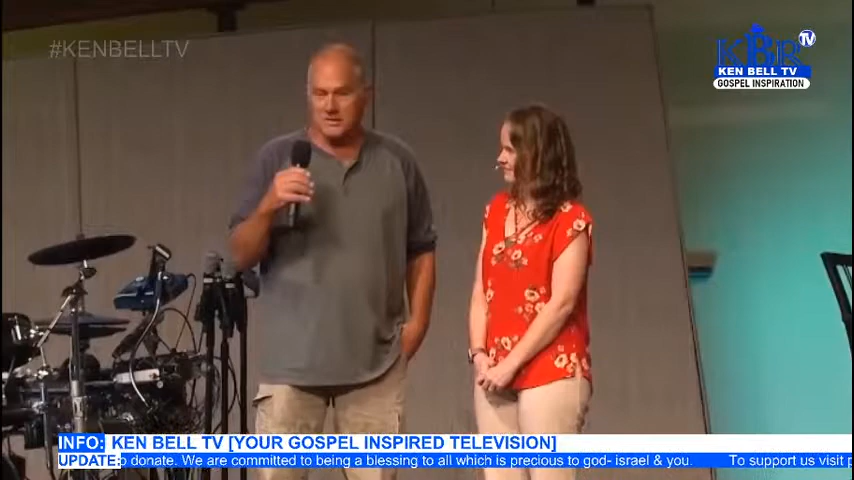 #KENBELLTV
KBR TV
KEN BELL TV
GOSPEL INSPIRATION
INFO: KEN BELL TV [YOUR GOSPEL INSPIRED TELEVISION]
UPDATE: o donate. We are committed to being a blessing to all which is precious to god- israel & you. To support us visit p